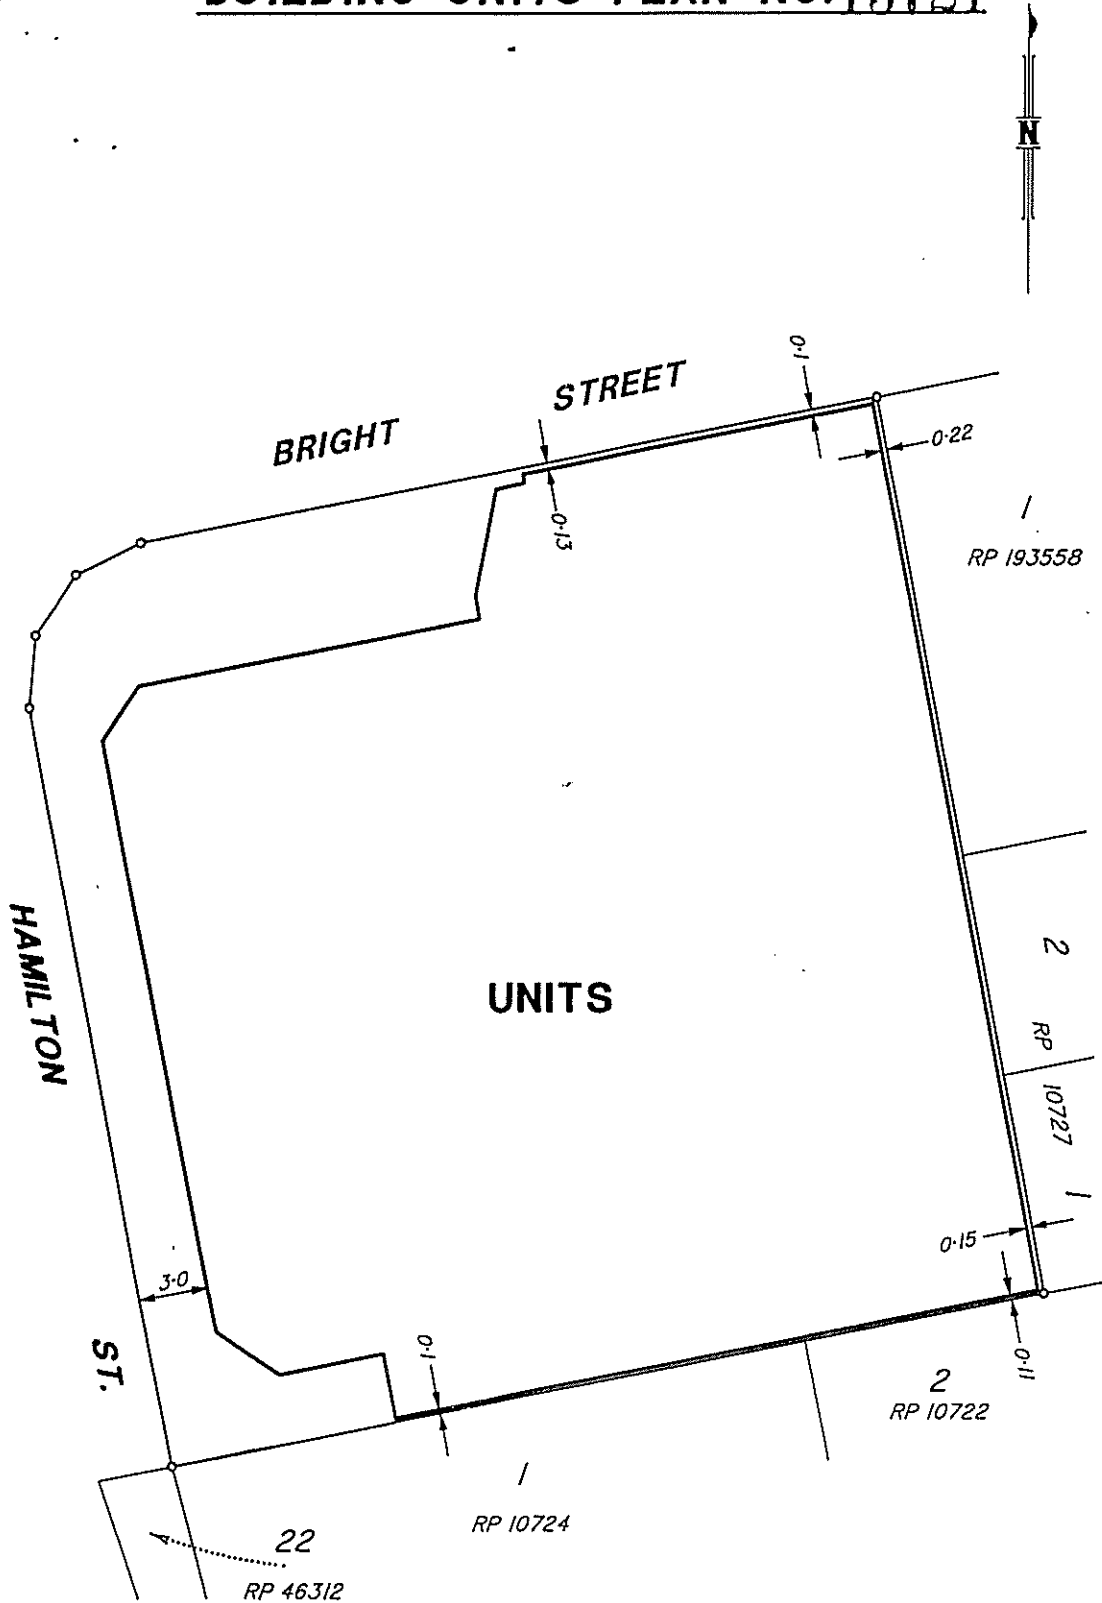 BUILDING UNITS PLAN NO.
N
BRIGHT STREET
0·1
0·22
0·13
1
RP 193558
HAMILTON ST.
UNITS
2
RP 10727
1
0·15
3·0
0·1
0·11
2
RP 10722
1
RP 10724
22
RP 46312